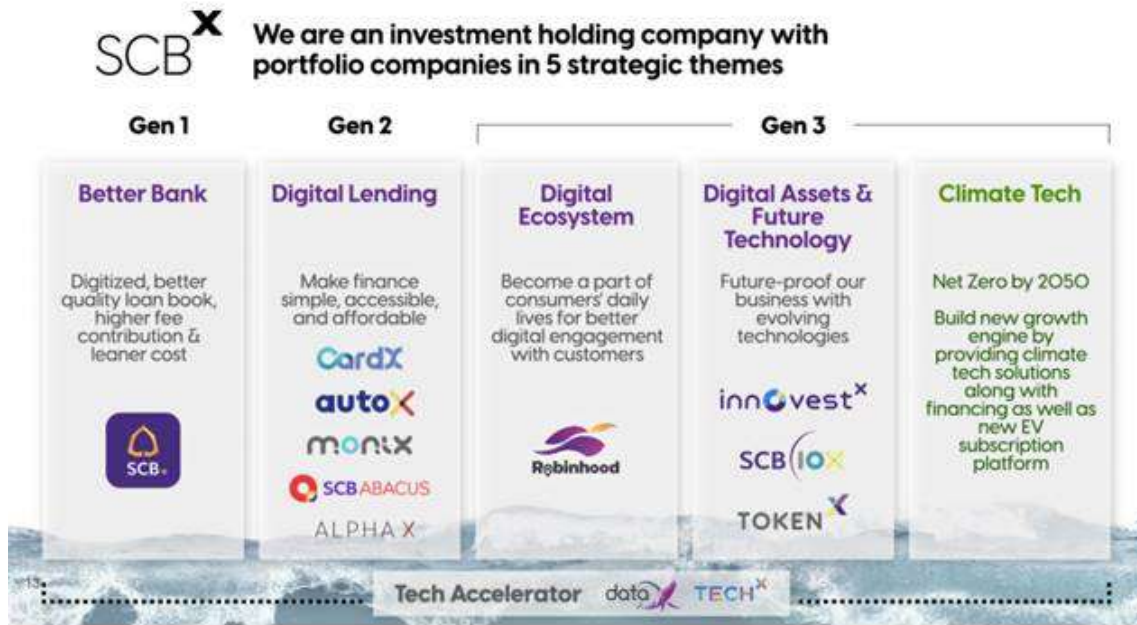 SCB X
We are an investment holding company with
portfolio companies in 5 strategic themes
Gen 1
Gen 2
Gen 3
Better Bank
Digitized, better
quality loan book,
higher fee
contribution &
leaner cost
SCB
Digital Lending
Make finance
simple, accessible,
and affordable
CardX
autoX
monix
SCB ABACUS
ALPHA X
Digital
Ecosystem
Become a part of
consumers' daily
lives for better
digital engagement
with customers
Robinhood
Digital Assets &
Future
Technology
Future-proof our
business with
evolving
technologies
innovestX
SCB 10X
TOKEN X
Climate Tech
Net Zero by 2050
Build new growth
engine by
providing climate
tech solutions
along with
financing as well as
new EV
subscription
platform
13
Tech Accelerator dataX TECHX